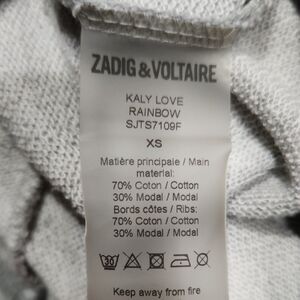 ZADIG & VOLTAIRE
KALY LOVE
RAINBOW
SJTS7109F
XS
Matière principale / Main
material:
70% Coton / Cotton
30% Modal / Modal
Bords côtes / Ribs:
70% Coton / Cotton
30% Modal / Modal
30
Keep away from fire